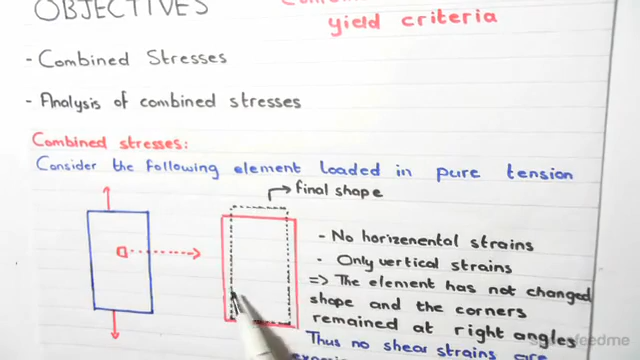 OBJECTIVES
yield criteria
- Combined Stresses
- Analysis of combined stresses
Combined stresses:
Consider the following element loaded in pure tension
final shape
- No horizenental strains
- Only vertical strains
=> The element has not changed
shape and the corners
remained at right angles
Thus no shear strains are